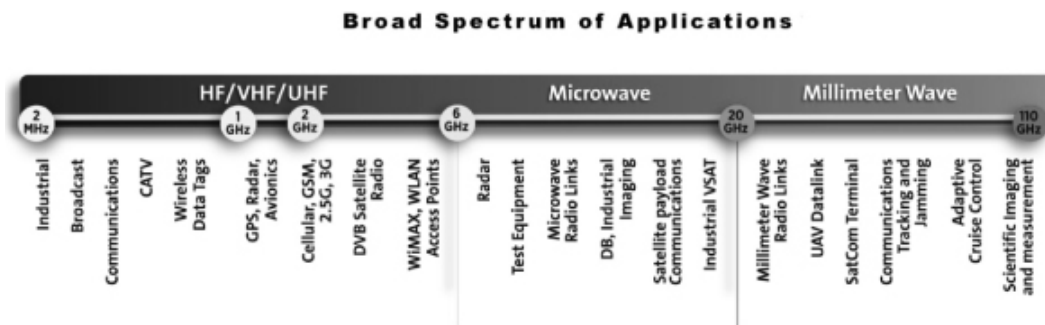 Broad Spectrum of Applications
HF/VHF/UHF
Microwave
Millimeter Wave
2
MHz
1
GHz
2
GHz
6
GHz
20
GHz
110
GHz
Industrial
Broadcast
Communications
CATV
Wireless
Data Tags
GPS, Radar,
Avionics
Cellular, GSM,
2.5G, 3G
DVB Satellite
Radio
WiMAX, WLAN
Access Points
Radar
Test Equipment
Microwave
Radio Links
DB, Industrial
Imaging
Satellite payload
Communications
Industrial VSAT
Millimeter Wave
Radio Links
UAV Datalink
SatCom Terminal
Communications
Tracking and
Jamming
Adaptive
Cruise Control
Scientific Imaging
and measurement